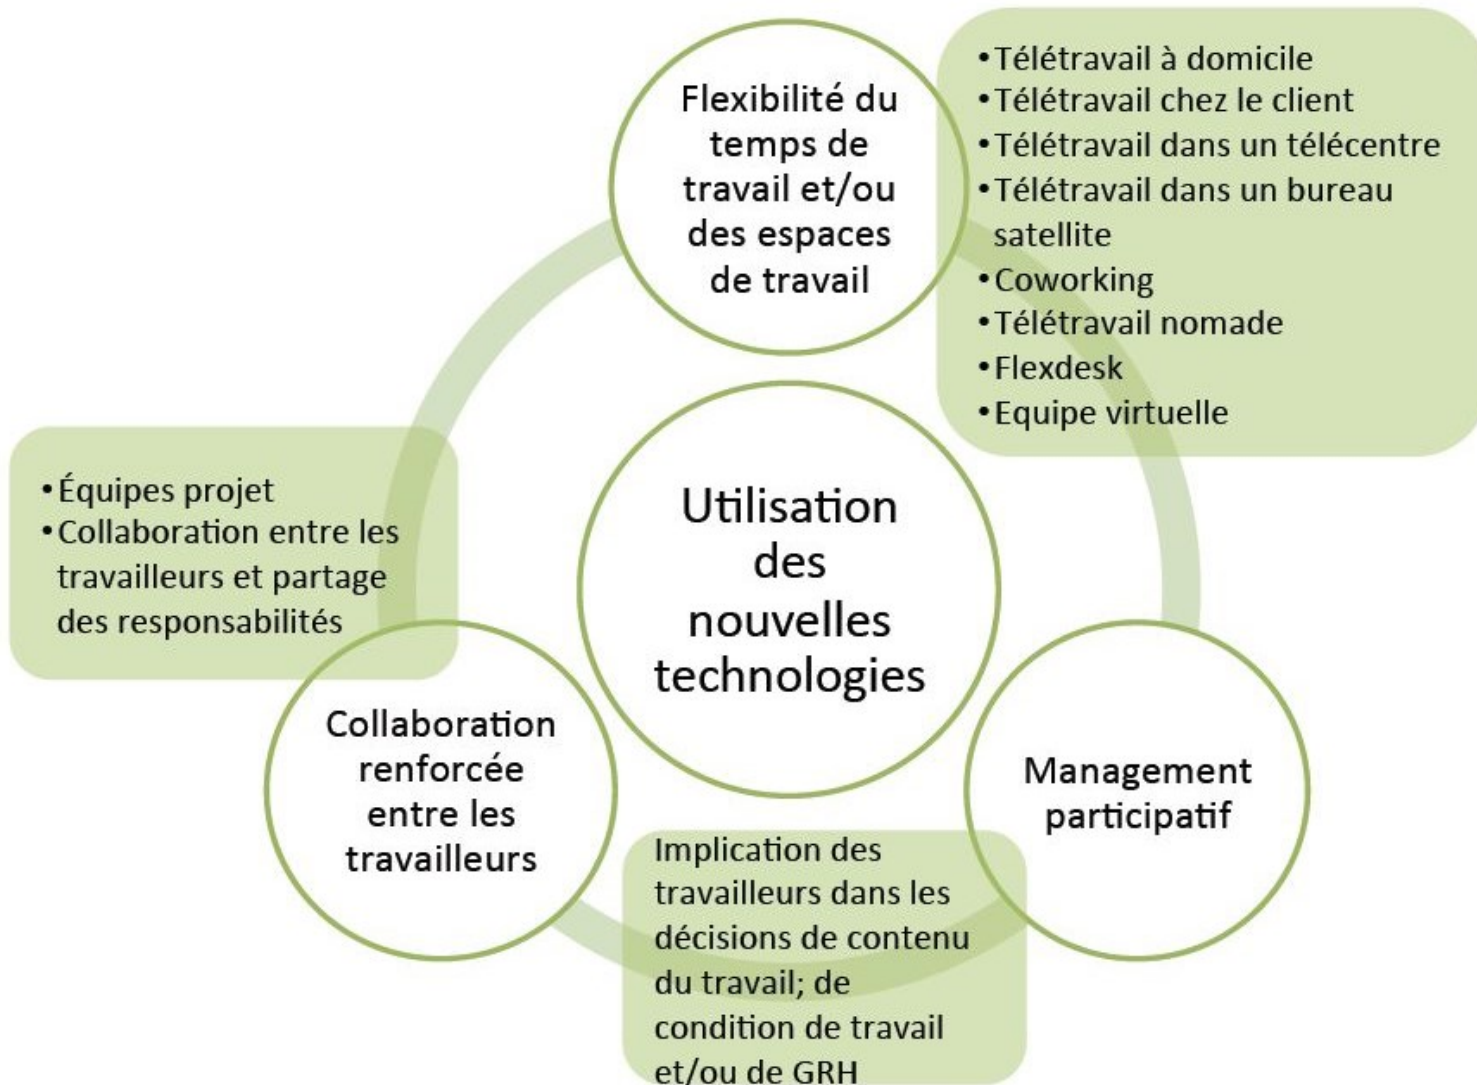 Flexibilité du
temps de
travail et/ou
des espaces
de travail
•Télétravail à domicile
•Télétravail chez le client
•Télétravail dans un télécentre
•Télétravail dans un bureau
satellite
•Coworking
•Télétravail nomade
•Flexdesk
•Equipe virtuelle
Utilisation
des
nouvelles
technologies
•Équipes projet
•Collaboration entre les
travailleurs et partage
des responsabilités
Collaboration
renforcée
entre les
travailleurs
Management
participatif
Implication des
travailleurs dans les
décisions de contenu
du travail; de
condition de travail
et/ou de GRH